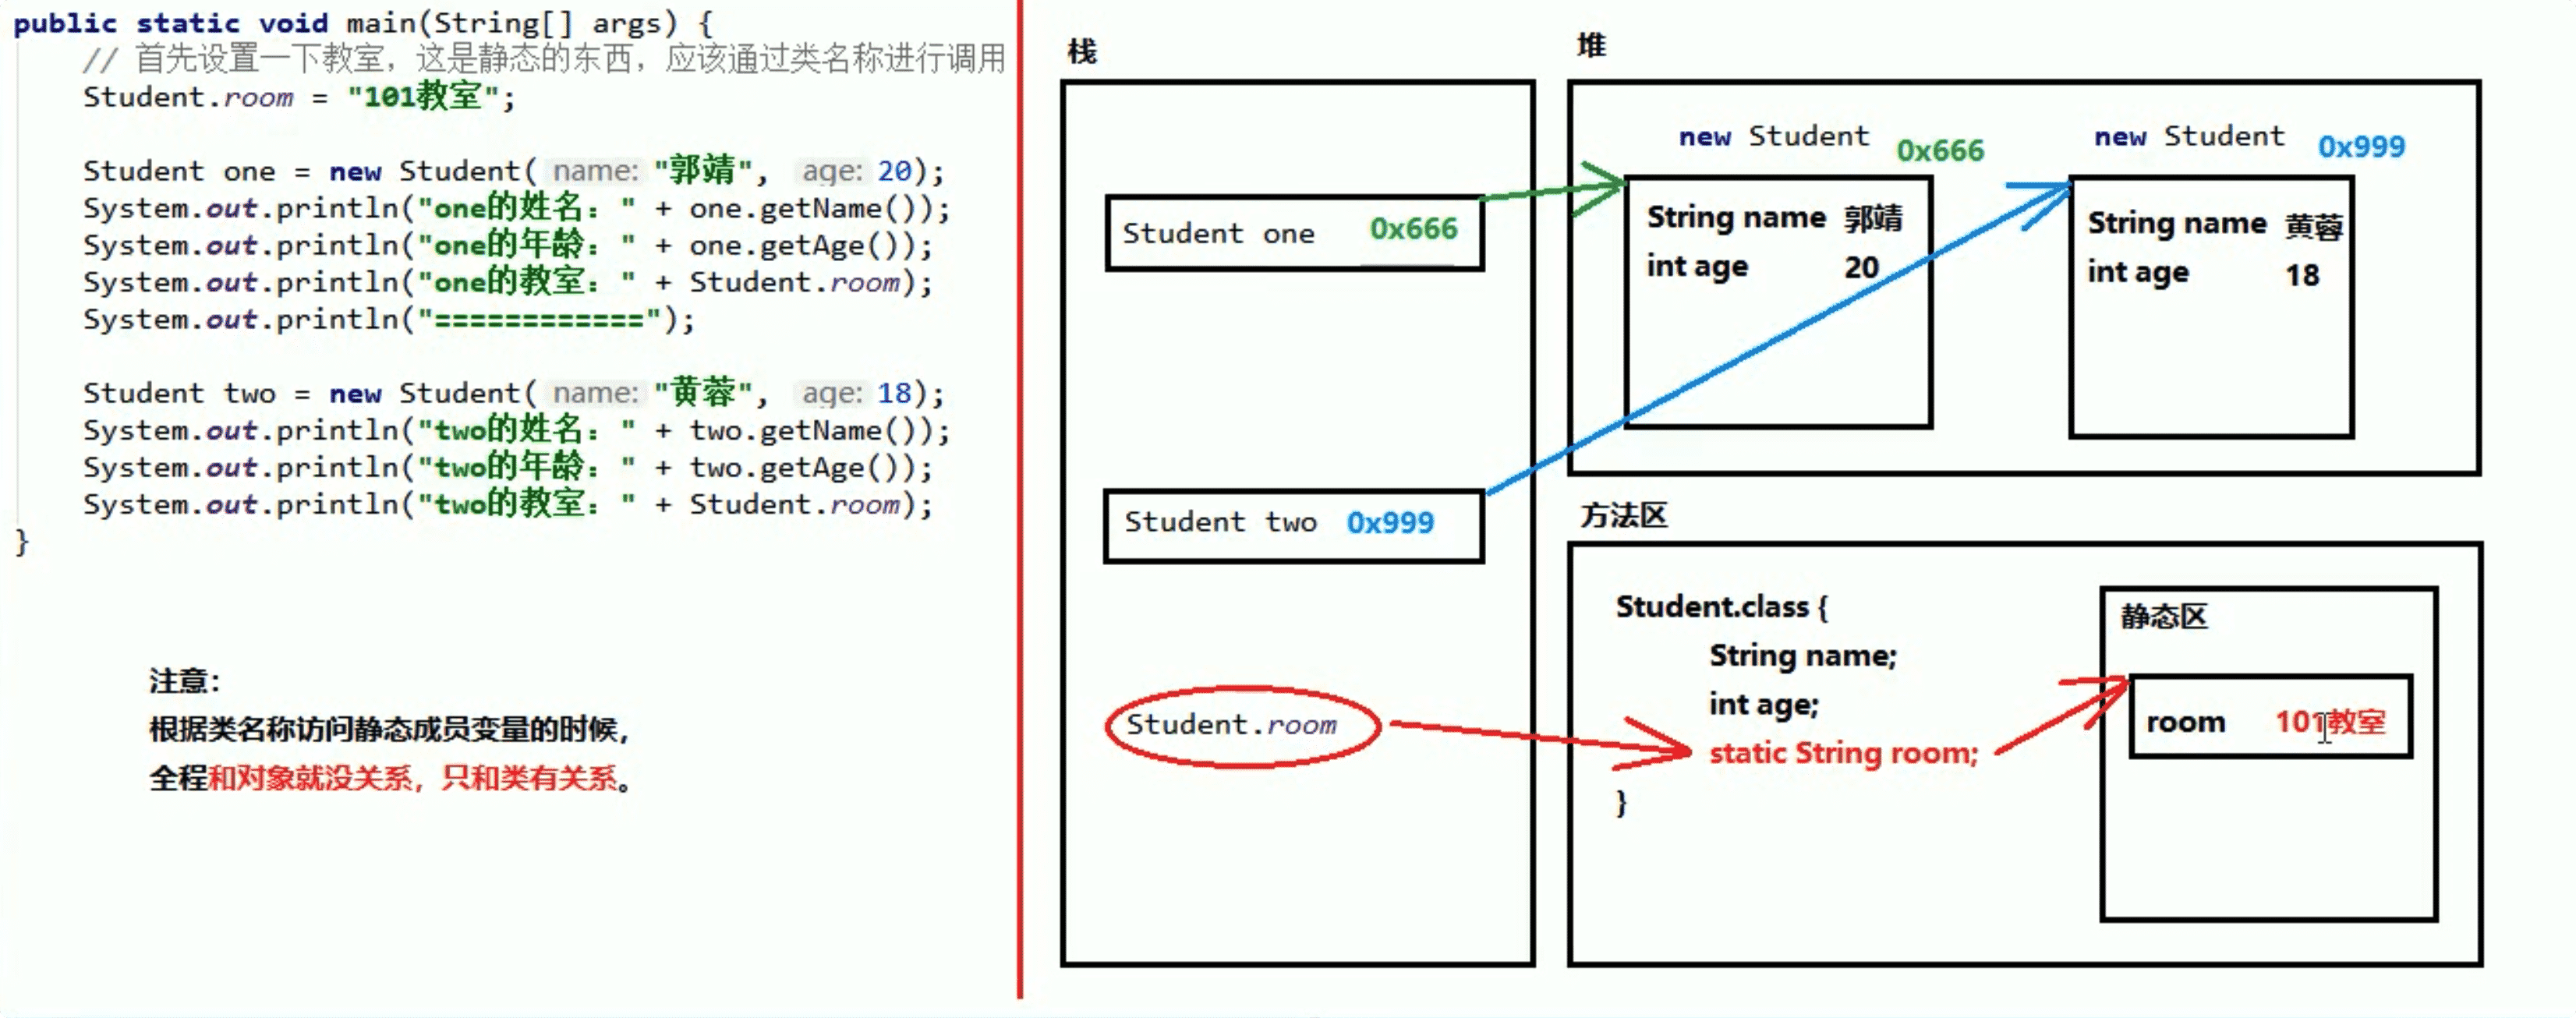 public static void main(String[] args) {
// 首先设置一下教室，这是静态的东西，应该通过类名称进行调用
Student.room = "101教室";
Student one = new Student( name: "郭靖", age: 20);
System.out.println("one的姓名：" + one.getName());
System.out.println("one的年龄：" + one.getAge());
System.out.println("one的教室：" + Student.room);
System.out.println("============");
Student two = new Student( name: "黄蓉", age: 18);
System.out.println("two的姓名：" + two.getName());
System.out.println("two的年龄：" + two.getAge());
System.out.println("two的教室：" + Student.room);
}
注意：
根据类名称访问静态成员变量的时候，
全程和对象就没关系，只和类有关系。
栈
Student one 0x666
Student two 0x999
Student.room
堆
new Student 0x666
String name 郭靖
int age 20
new Student 0x999
String name 黄蓉
int age 18
方法区
Student.class {
String name;
int age;
static String room;
}
静态区
room 101教室